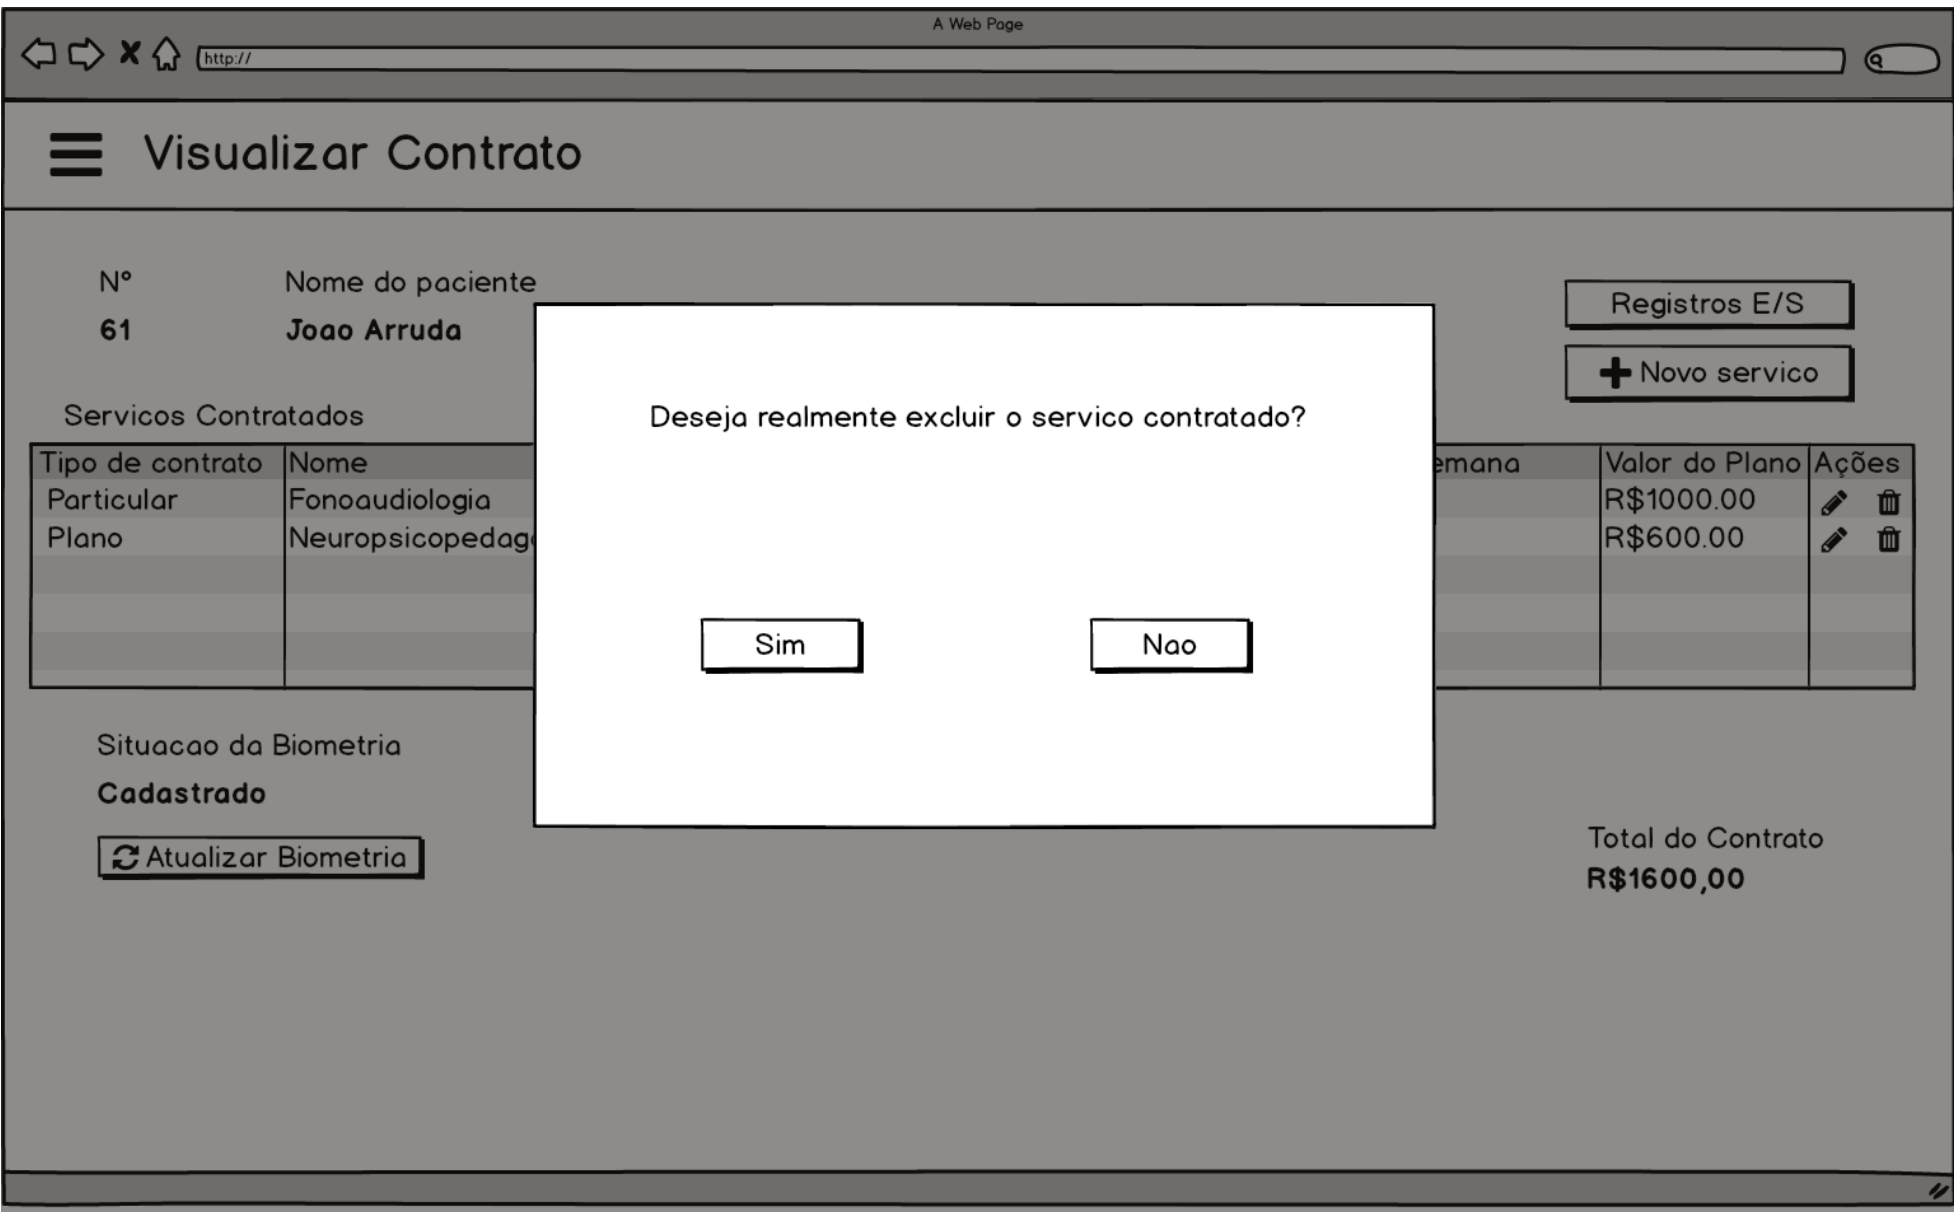 A Web Page
http://
Visualizar Contrato
Nº Nome do paciente
61 Joao Arruda
Registros E/S
Novo servico
Servicos Contratados
Deseja realmente excluir o servico contratado?
Tipo de contrato Nome Valor do Plano Ações
Particular Fonoaudiologia R$1000.00
Plano R$600.00
Sim Nao
Situacao da Biometria
Cadastrado
Atualizar Biometria
Total do Contrato
R$1600,00